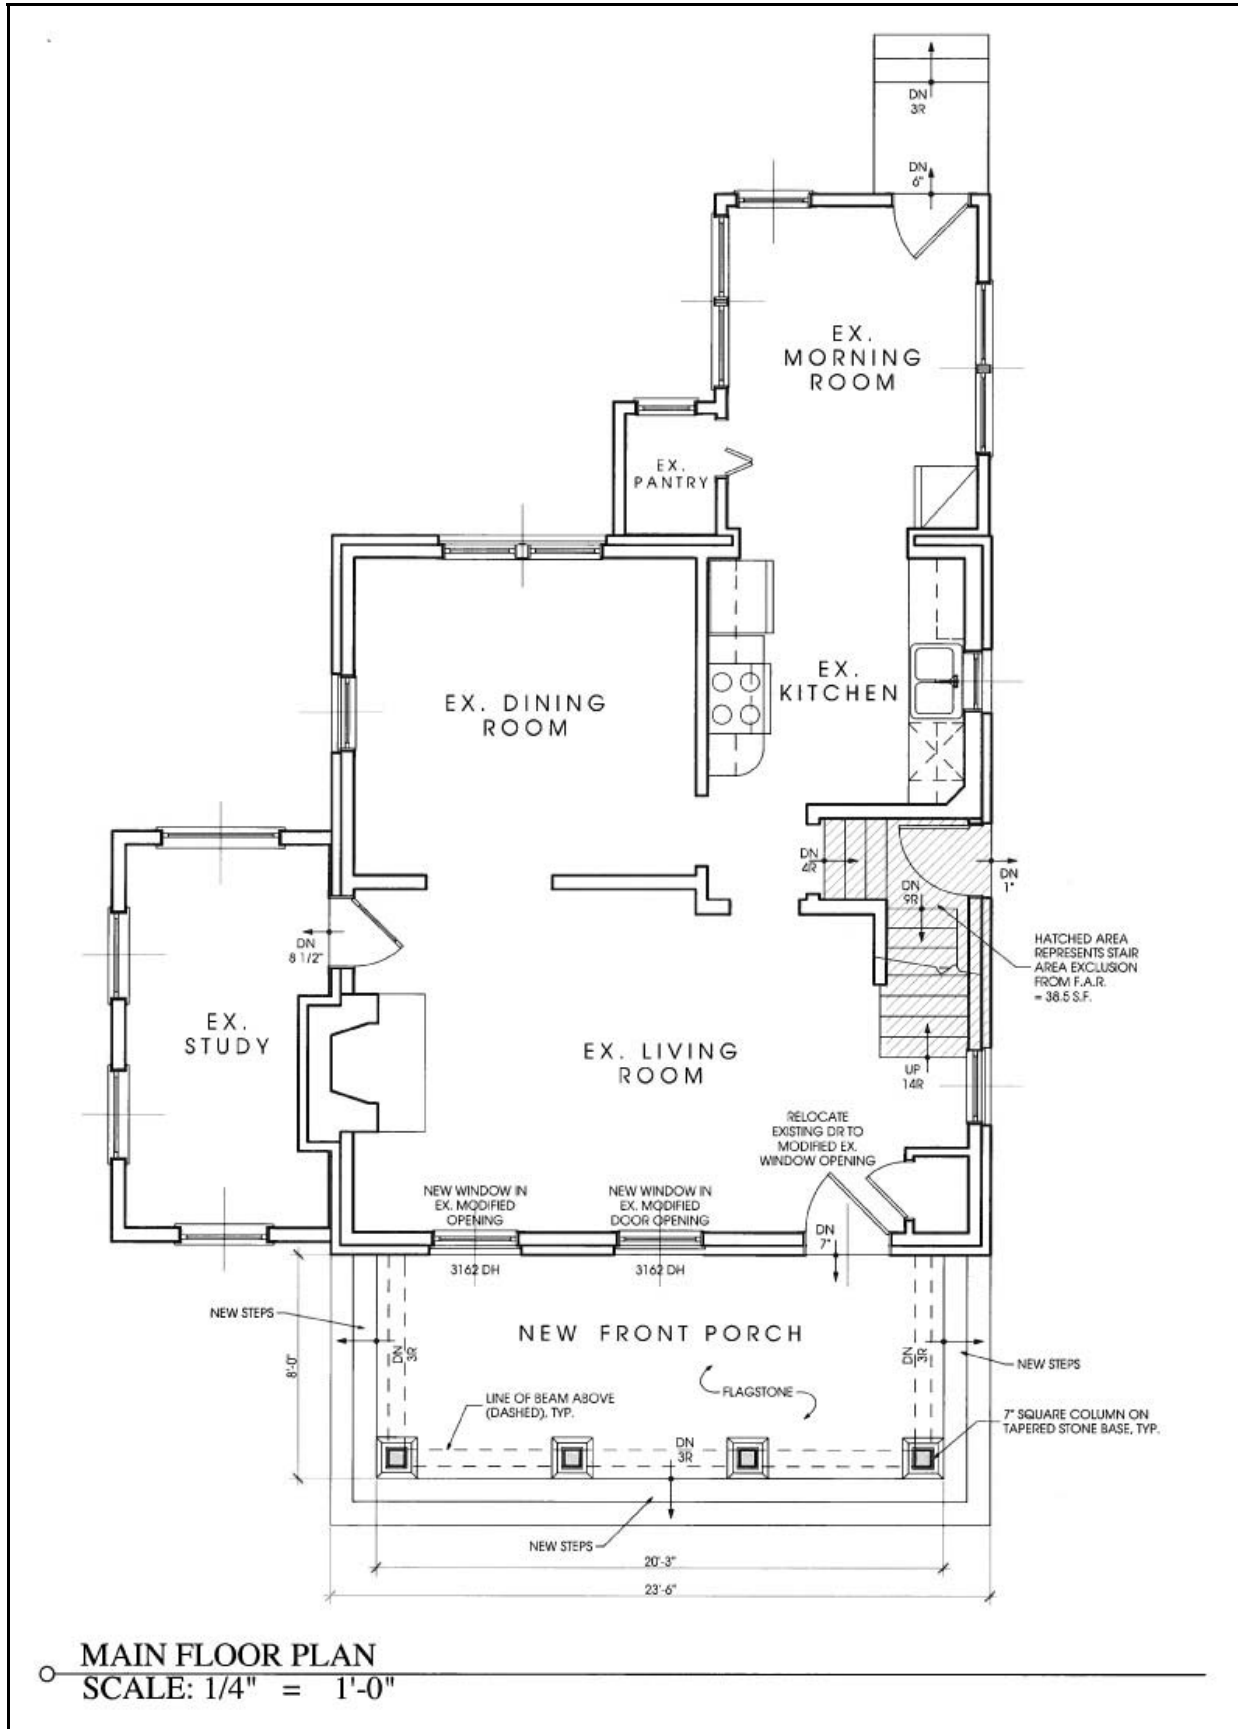 DN
3R
DN
6"
EX.
MORNING
ROOM
EX.
PANTRY
EX.
KITCHEN
EX. DINING
ROOM
DN
4R
DN
9R
DN
1"
HATCHED AREA
REPRESENTS STAIR
AREA EXCLUSION
FROM F.A.R.
= 38.5 S.F.
DN
8 1/2"
EX.
STUDY
EX. LIVING
ROOM
UP
14R
RELOCATE
EXISTING DR TO
MODIFIED EX.
WINDOW OPENING
NEW WINDOW IN
EX. MODIFIED
OPENING
NEW WINDOW IN
EX. MODIFIED
DOOR OPENING
DN
7"
3162 DH
3162 DH
NEW STEPS
NEW FRONT PORCH
DN
3R
DN
3R
NEW STEPS
8'-0"
LINE OF BEAM ABOVE
(DASHED), TYP.
FLAGSTONE
7" SQUARE COLUMN ON
TAPERED STONE BASE, TYP.
DN
3R
NEW STEPS
20'-3"
23'-6"
MAIN FLOOR PLAN
SCALE: 1/4" = 1'-0"